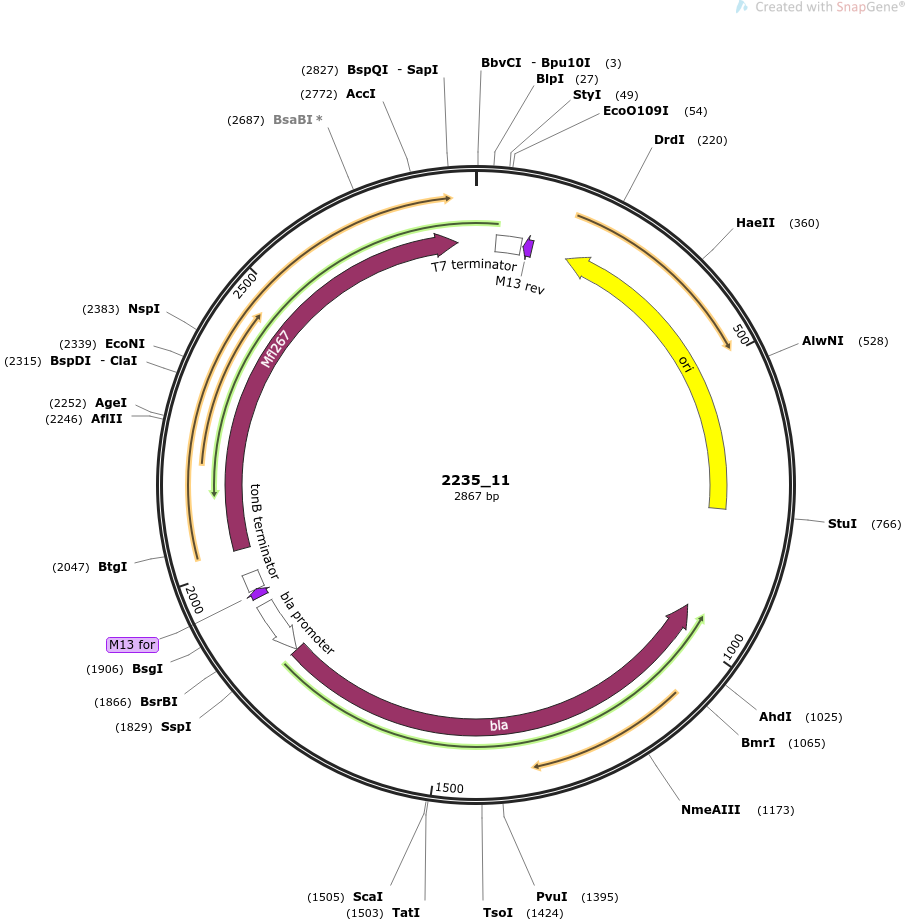 Created with SnapGene®
(2827) BspQI - SapI
(2772) AccI
(2687) BsaBI *
BbvCI - Bpu10I (3)
BlpI (27)
StyI (49)
EcoO109I (54)
DrdI (220)
HaeII (360)
AlwNI (528)
StuI (766)
AhdI (1025)
BmrI (1065)
NmeAIII (1173)
PvuI (1395)
TsoI (1424)
(1503) TatI
(1505) ScaI
(1829) SspI
(1866) BsrBI
(1906) BsgI
M13 for
(2047) BtgI
(2246) AflII
(2252) AgeI
(2315) BspDI - ClaI
(2339) EcoNI
(2383) NspI
500
1000
1500
2000
2500
T7 terminator
M13 rev
ori
Mfl267
tonB terminator
bla promoter
bla
2235_11
2867 bp